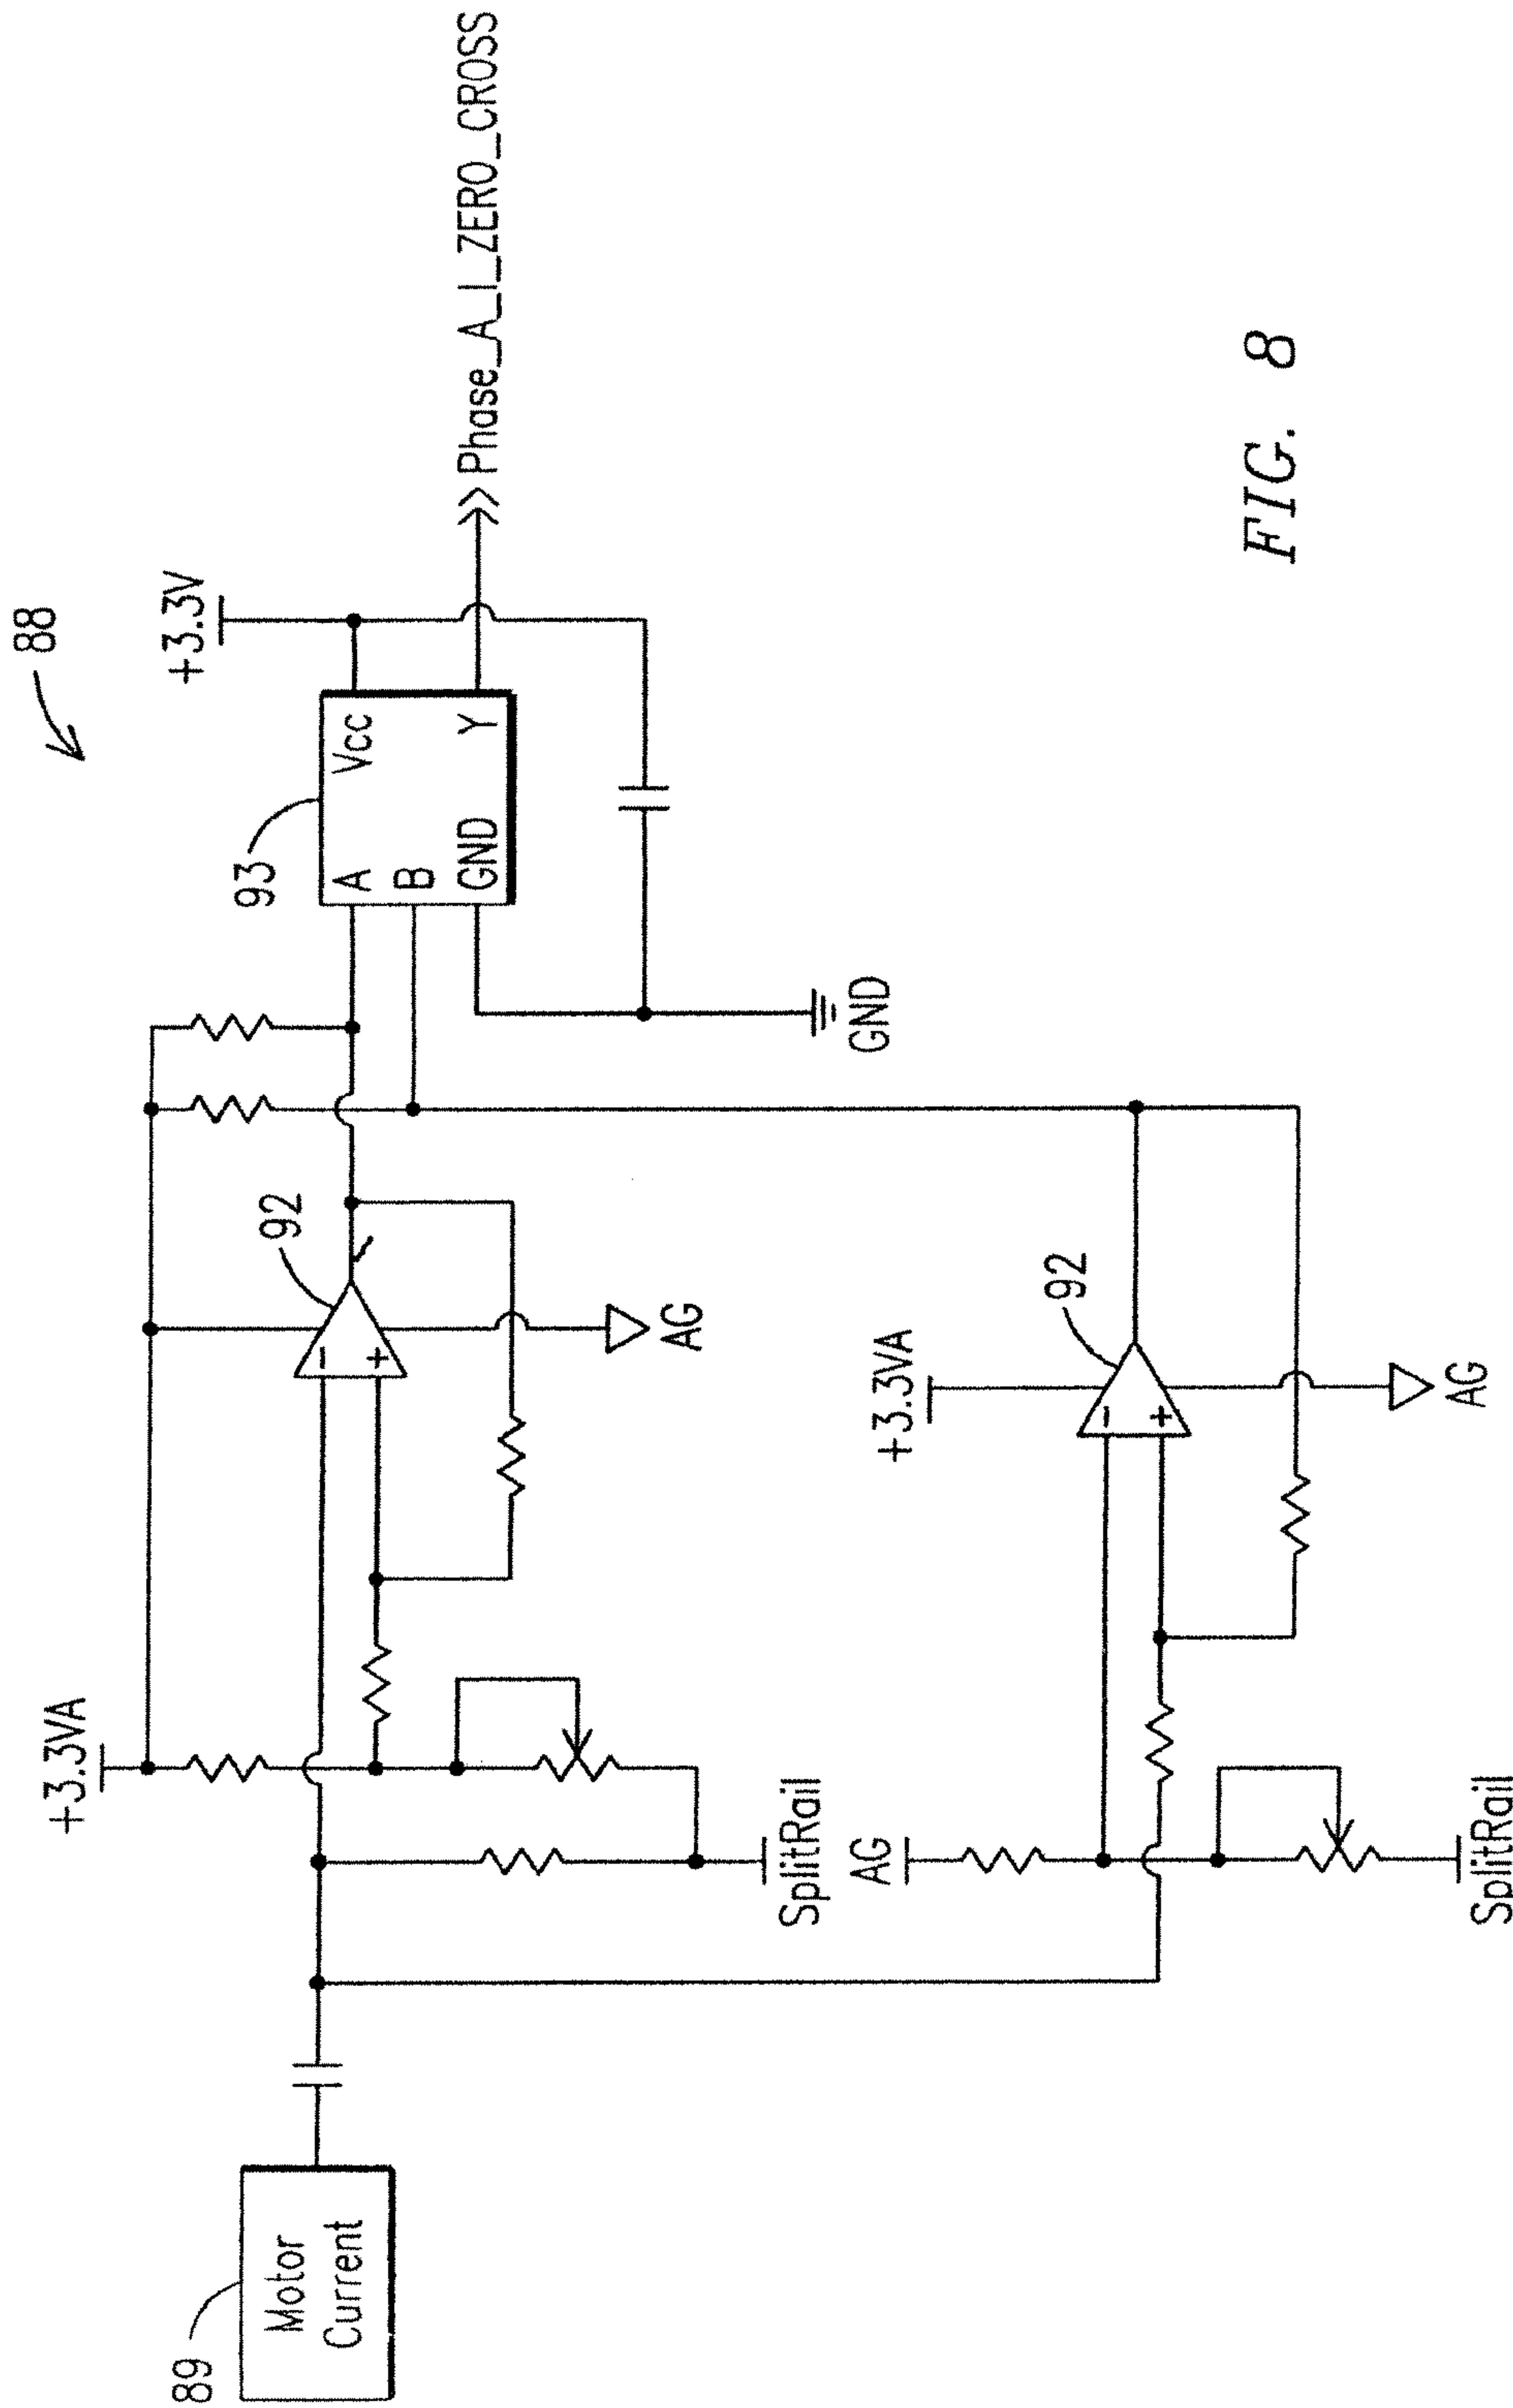 88
+3.3V
Phase_A_I_ZERO_CROSS
93
A
Vcc
B
GND
Y
GND
92
-
+
AG
+3.3VA
SplitRail
89
Motor
Current
+3.3VA
92
-
+
AG
AG
SplitRail
FIG. 8